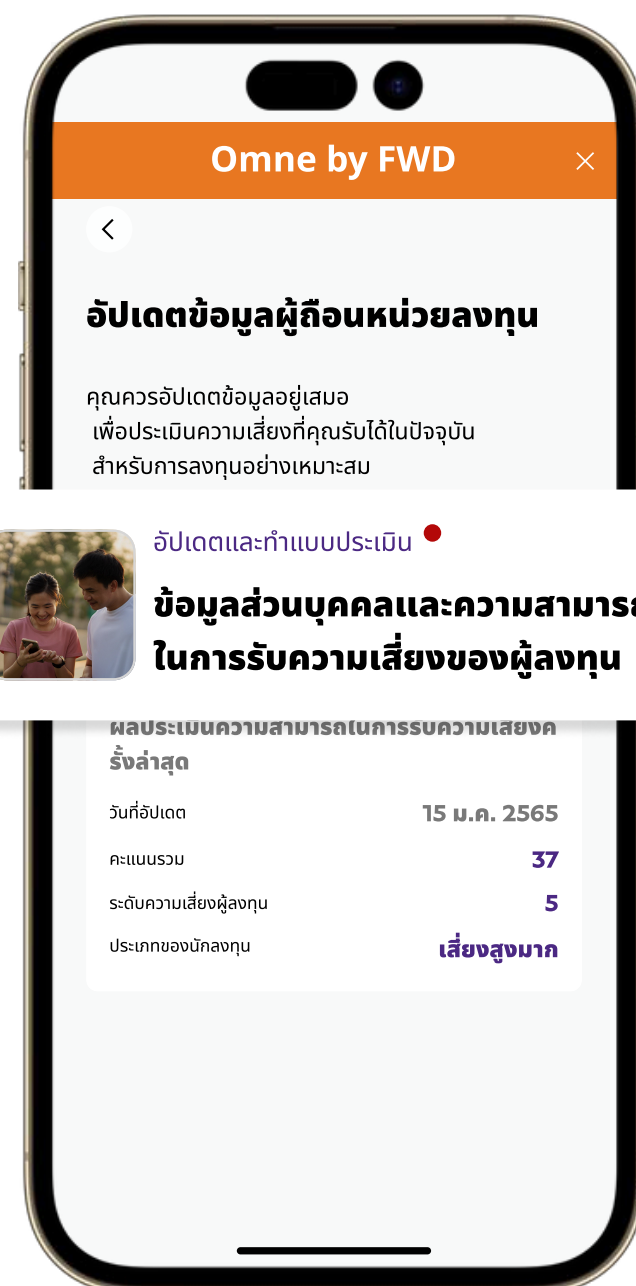 Omne by FWD
อัปเดตข้อมูลผู้ถือนหน่วยลงทุน
คุณควรอัปเดตข้อมูลอยู่เสมอ
เพื่อประเมินความเสี่ยงที่คุณรับได้ในปัจจุบัน
สำหรับการลงทุนอย่างเหมาะสม
อัปเดตและทำแบบประเมิน
ข้อมูลส่วนบุคคลและความสามารถ
ในการรับความเสี่ยงของผู้ลงทุน
ผลประเมินความสามารถในการรับความเสี่ยงค
รั้งล่าสุด
วันที่อัปเดต 15 ม.ค. 2565
คะแนนรวม 37
ระดับความเสี่ยงผู้ลงทุน 5
ประเภทของนักลงทุน เสี่ยงสูงมาก